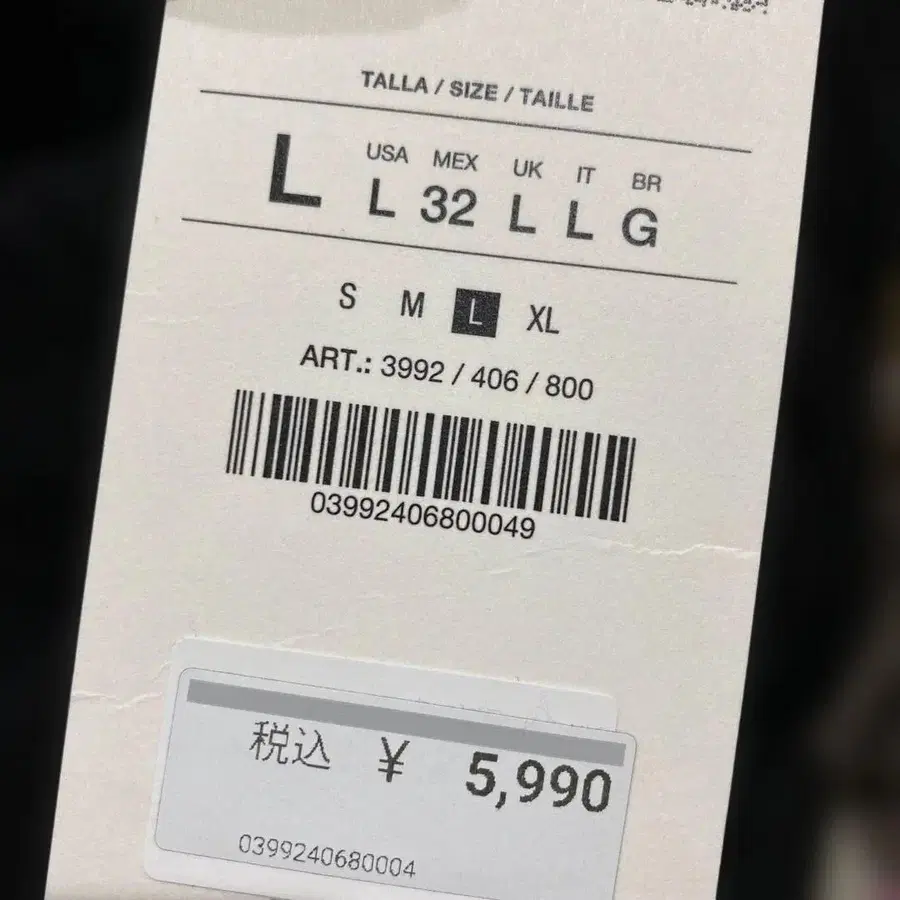 TALLA / SIZE / TAILLE
USA MEX UK IT BR
L L 32 L L G
S M L XL
ART.: 3992 / 406 / 800
03992406800049
税込 ¥ 5,990
0399240680004